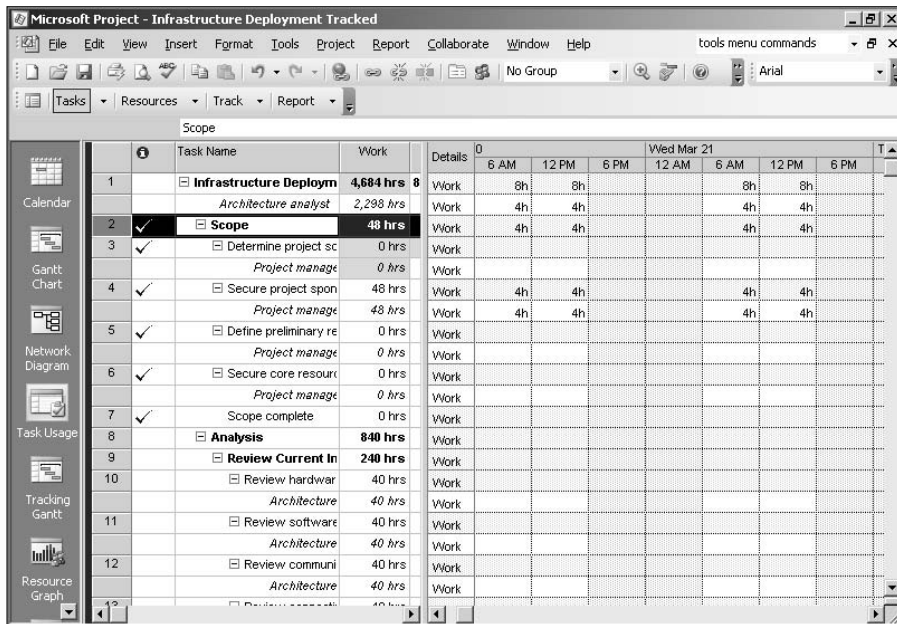 Microsoft Project - Infrastructure Deployment Tracked
File Edit View Insert Format Tools Project Report Collaborate Window Help tools menu commands
ABC No Group Arial
Tasks Resources Track Report
Scope
Task Name Work Details 0 Wed Mar 21 T
6 AM 12 PM 6 PM 12 AM 6 AM 12 PM 6 PM
1 Infrastructure Deploym 4,684 hrs 8 Work 8h 8h 8h 8h
Architecture analyst 2,298 hrs Work 4h 4h 4h 4h
2 Scope 48 hrs Work 4h 4h 4h 4h
3 Determine project sc 0 hrs Work
Project manage 0 hrs Work
4 Secure project spon 48 hrs Work 4h 4h 4h 4h
Project manage 48 hrs Work 4h 4h 4h 4h
5 Define preliminary re 0 hrs Work
Project manage 0 hrs Work
6 Secure core resour 0 hrs Work
Project manage 0 hrs Work
7 Scope complete 0 hrs Work
8 Analysis 840 hrs Work
9 Review Current In 240 hrs Work
10 Review hardwar 40 hrs Work
Architecture 40 hrs Work
11 Review software 40 hrs Work
Architecture 40 hrs Work
12 Review communi 40 hrs Work
Architecture 40 hrs Work
Calendar
Gantt
Chart
Network
Diagram
Task Usage
Tracking
Gantt
Resource
Graph